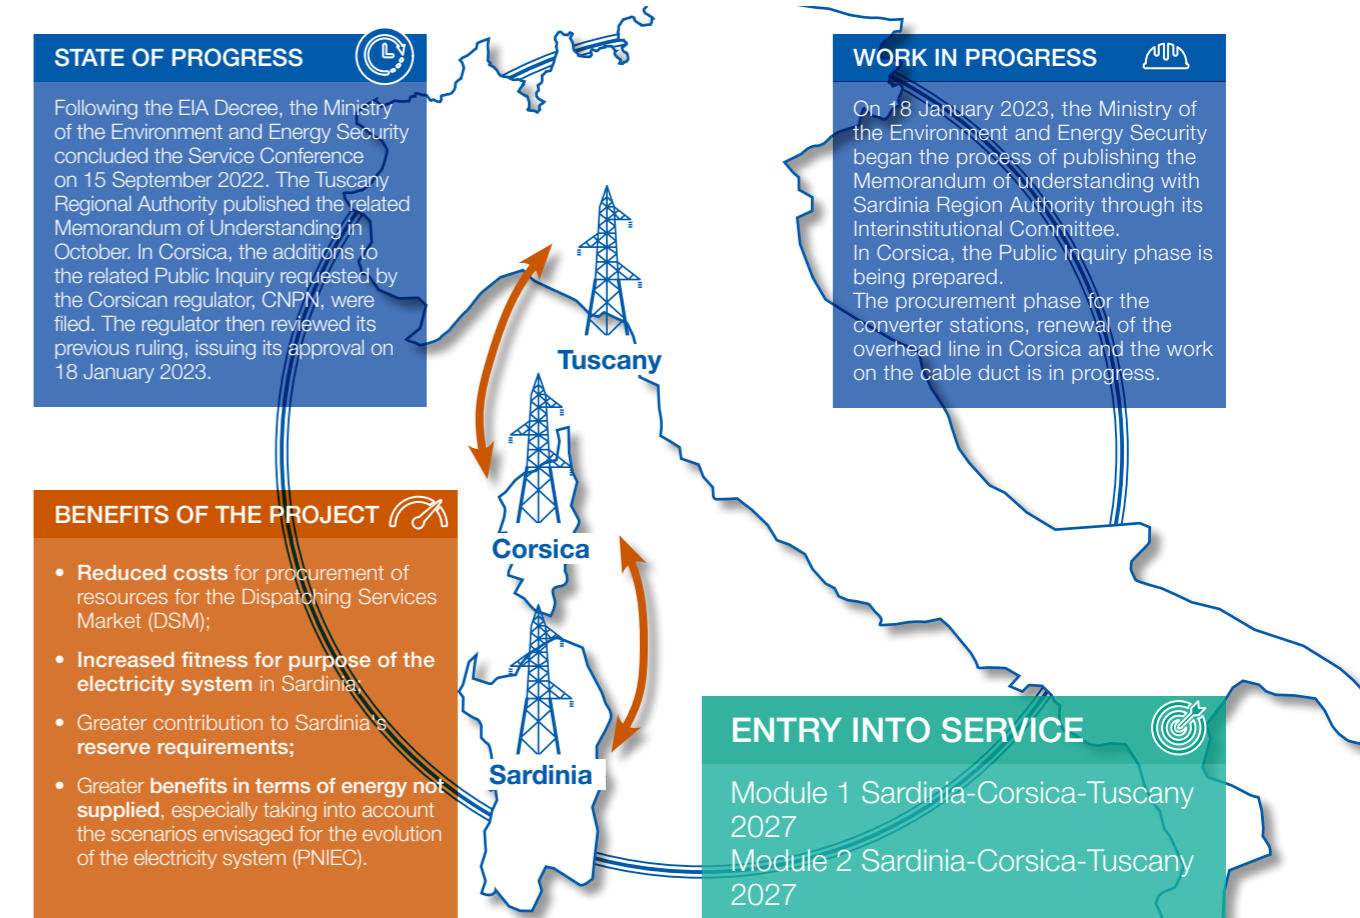 STATE OF PROGRESS
Following the EIA Decree, the Ministry
of the Environment and Energy Security
concluded the Service Conference
on 15 September 2022. The Tuscany
Regional Authority published the related
Memorandum of Understanding in
October. In Corsica, the additions to
the related Public Inquiry requested by
the Corsican regulator, CNPN, were
filed. The regulator then reviewed its
previous ruling, issuing its approval on
18 January 2023.
WORK IN PROGRESS
On 18 January 2023, the Ministry of
the Environment and Energy Security
began the process of publishing the
Memorandum of understanding with
Sardinia Region Authority through its
Interinstitutional Committee.
In Corsica, the Public Inquiry phase is
being prepared.
The procurement phase for the
converter stations, renewal of the
overhead line in Corsica and the work
on the cable duct is in progress.
Tuscany
Corsica
Sardinia
BENEFITS OF THE PROJECT
• Reduced costs for procurement of
resources for the Dispatching Services
Market (DSM);
• Increased fitness for purpose of the
electricity system in Sardinia;
• Greater contribution to Sardinia's
reserve requirements;
• Greater benefits in terms of energy not
supplied, especially taking into account
the scenarios envisaged for the evolution
of the electricity system (PNIEC).
ENTRY INTO SERVICE
Module 1 Sardinia-Corsica-Tuscany
2027
Module 2 Sardinia-Corsica-Tuscany
2027